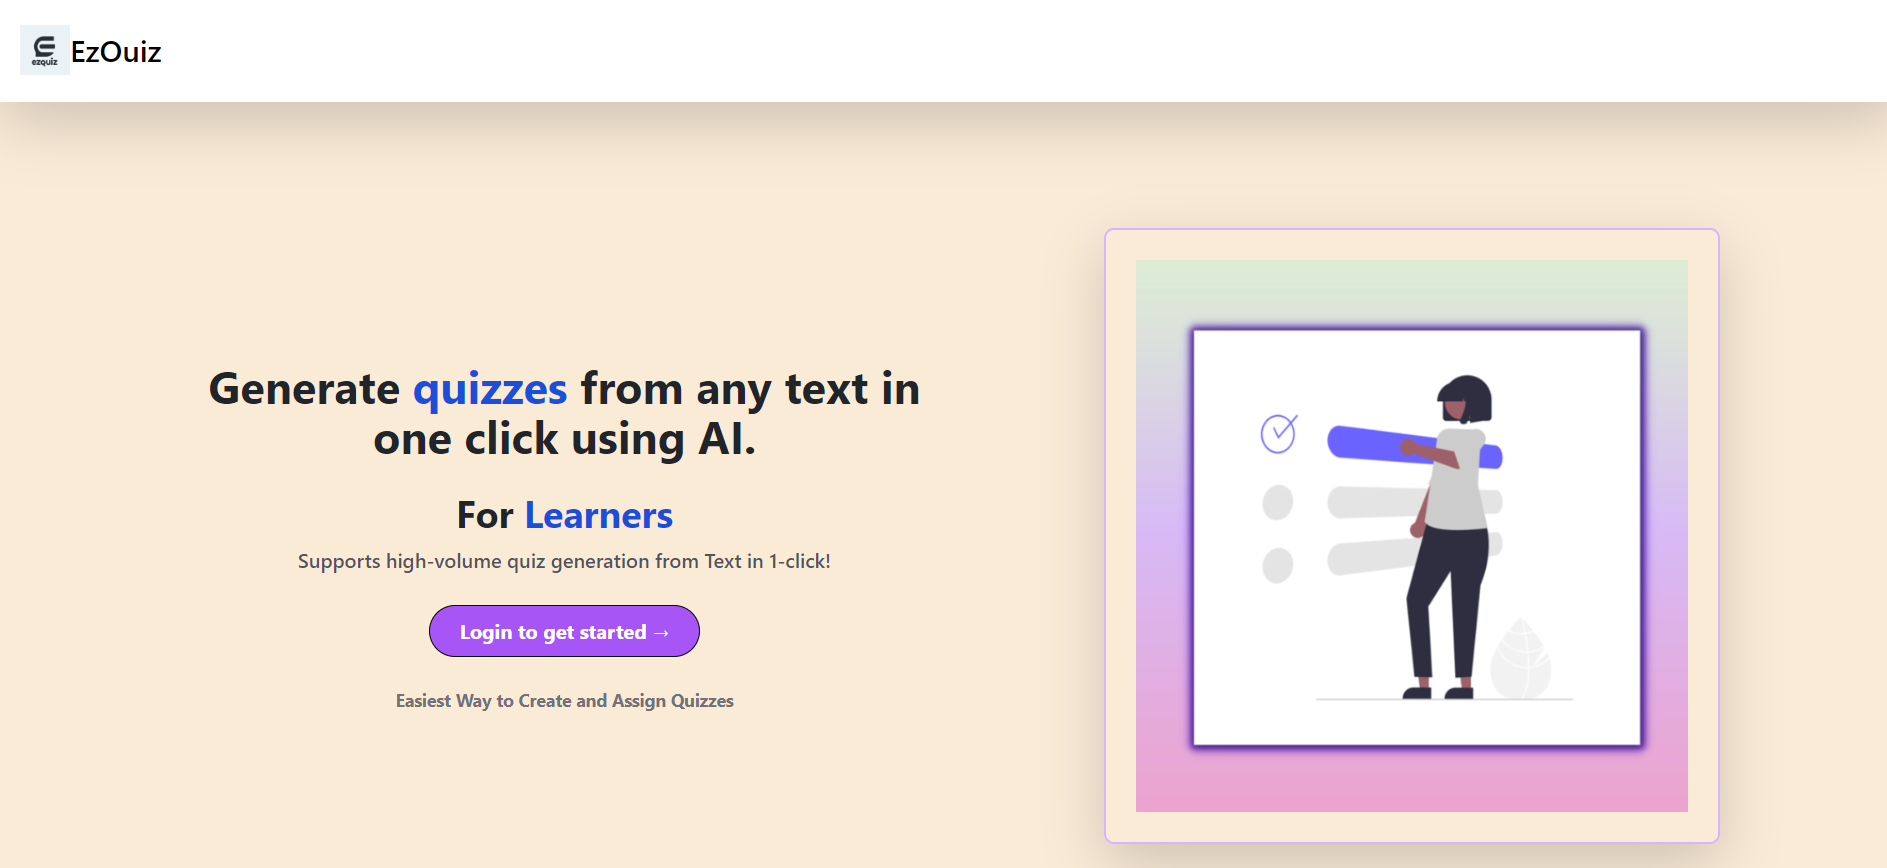 ezquiz
EzQuiz
Generate quizzes from any text in
one click using AI.
For Learners
Supports high-volume quiz generation from Text in 1-click!
Login to get started →
Easiest Way to Create and Assign Quizzes